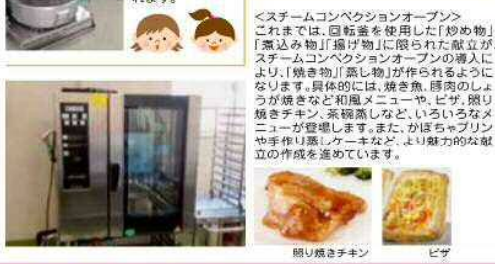 れます。
<スチームコンベクションオーブン>
これまでは、回転釜を使用した「炒め物」
「煮込み物」「揚げ物」に限られた献立が、
スチームコンベクションオーブンの導入に
より、「焼き物」「蒸し物」が作られるように
なります。具体的には、焼き魚、豚肉のしょ
うが焼きなど和風メニューや、ピザ、照り
焼きチキン、茶碗蒸しなど、いろいろなメ
ニューが登場します。また、かぼちゃプリン
や手作り蒸しケーキなど、より魅力的な献
立の作成を進めています。
照り焼きチキン
ピザ